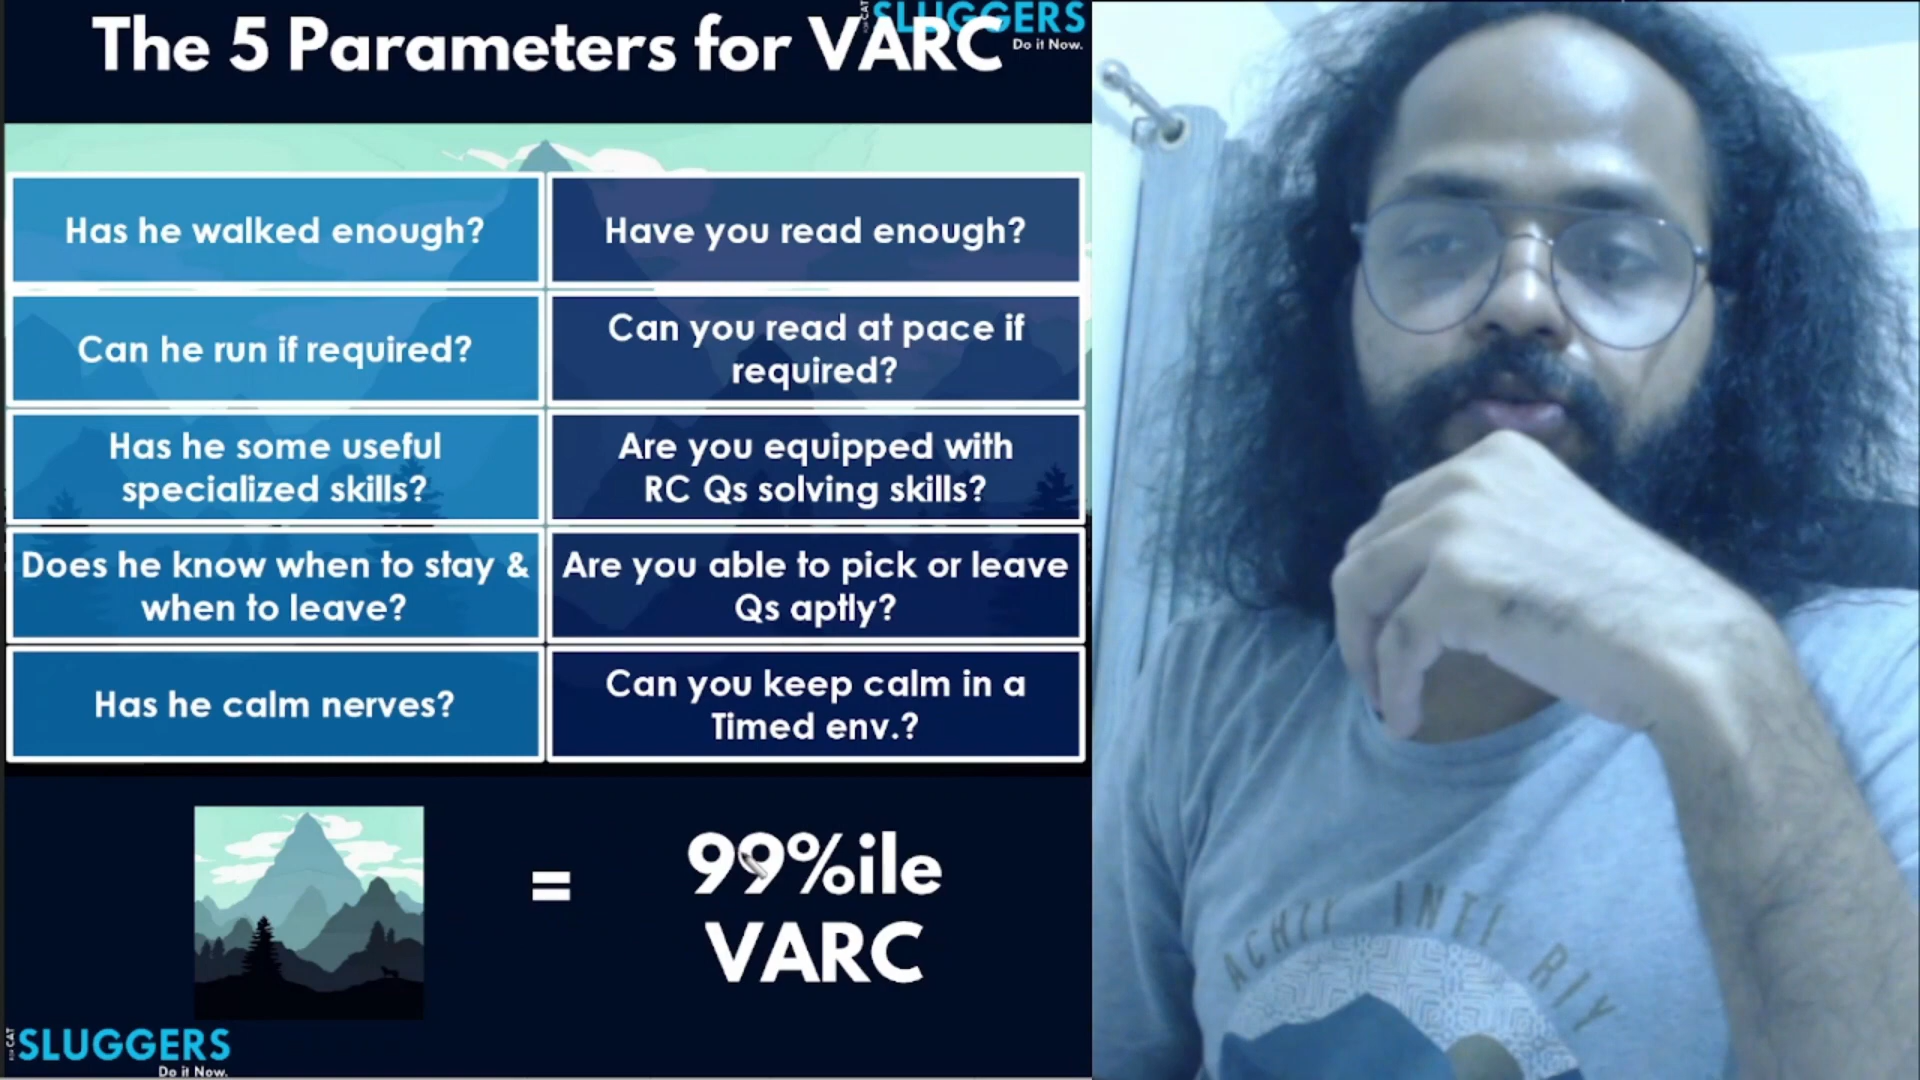 The 5 Parameters for VARC
FOR CAT
SLUGGERS
Do it Now.
Has he walked enough?
Have you read enough?
Can he run if required?
Can you read at pace if
required?
Has he some useful
specialized skills?
Are you equipped with
RC Qs solving skills?
Does he know when to stay &
when to leave?
Are you able to pick or leave
Qs aptly?
Has he calm nerves?
Can you keep calm in a
Timed env.?
=
99%ile
VARC
FOR CAT
SLUGGERS
Do it Now.